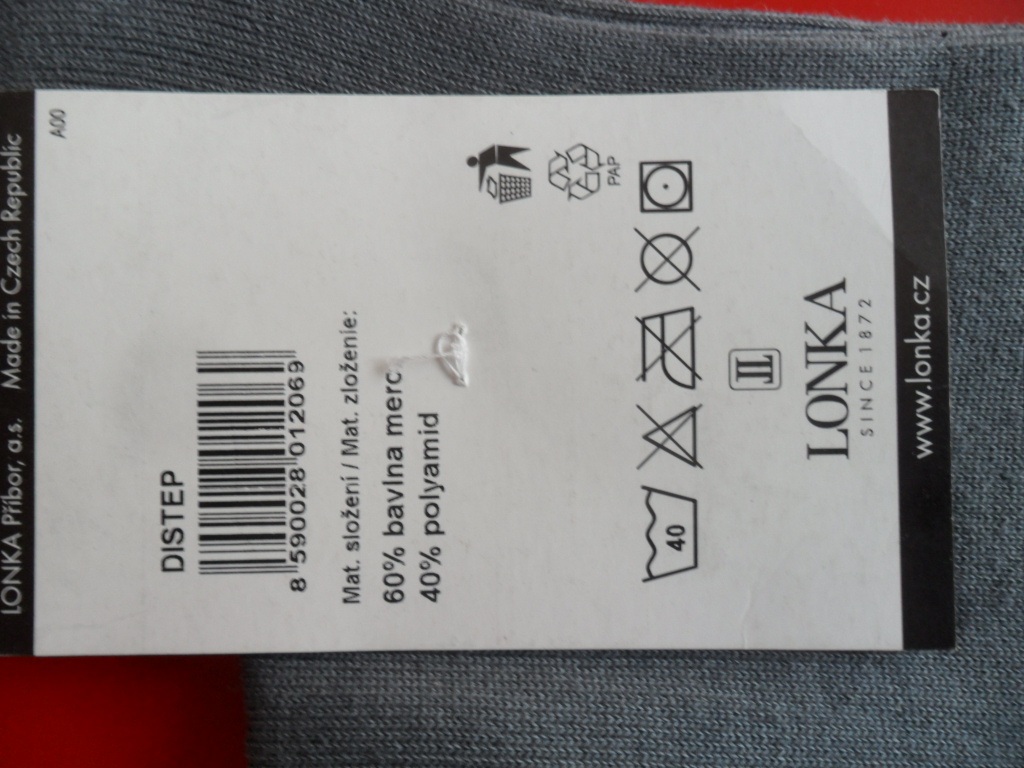 LONKA Příbor, a.s. Made in Czech Republic
A00
DISTEP
8 590028 012069
Mat. složení / Mat. zloženie:
60% bavlna merc.
40% polyamid
PAP
40
LONKA
SINCE 1872
www.lonka.cz